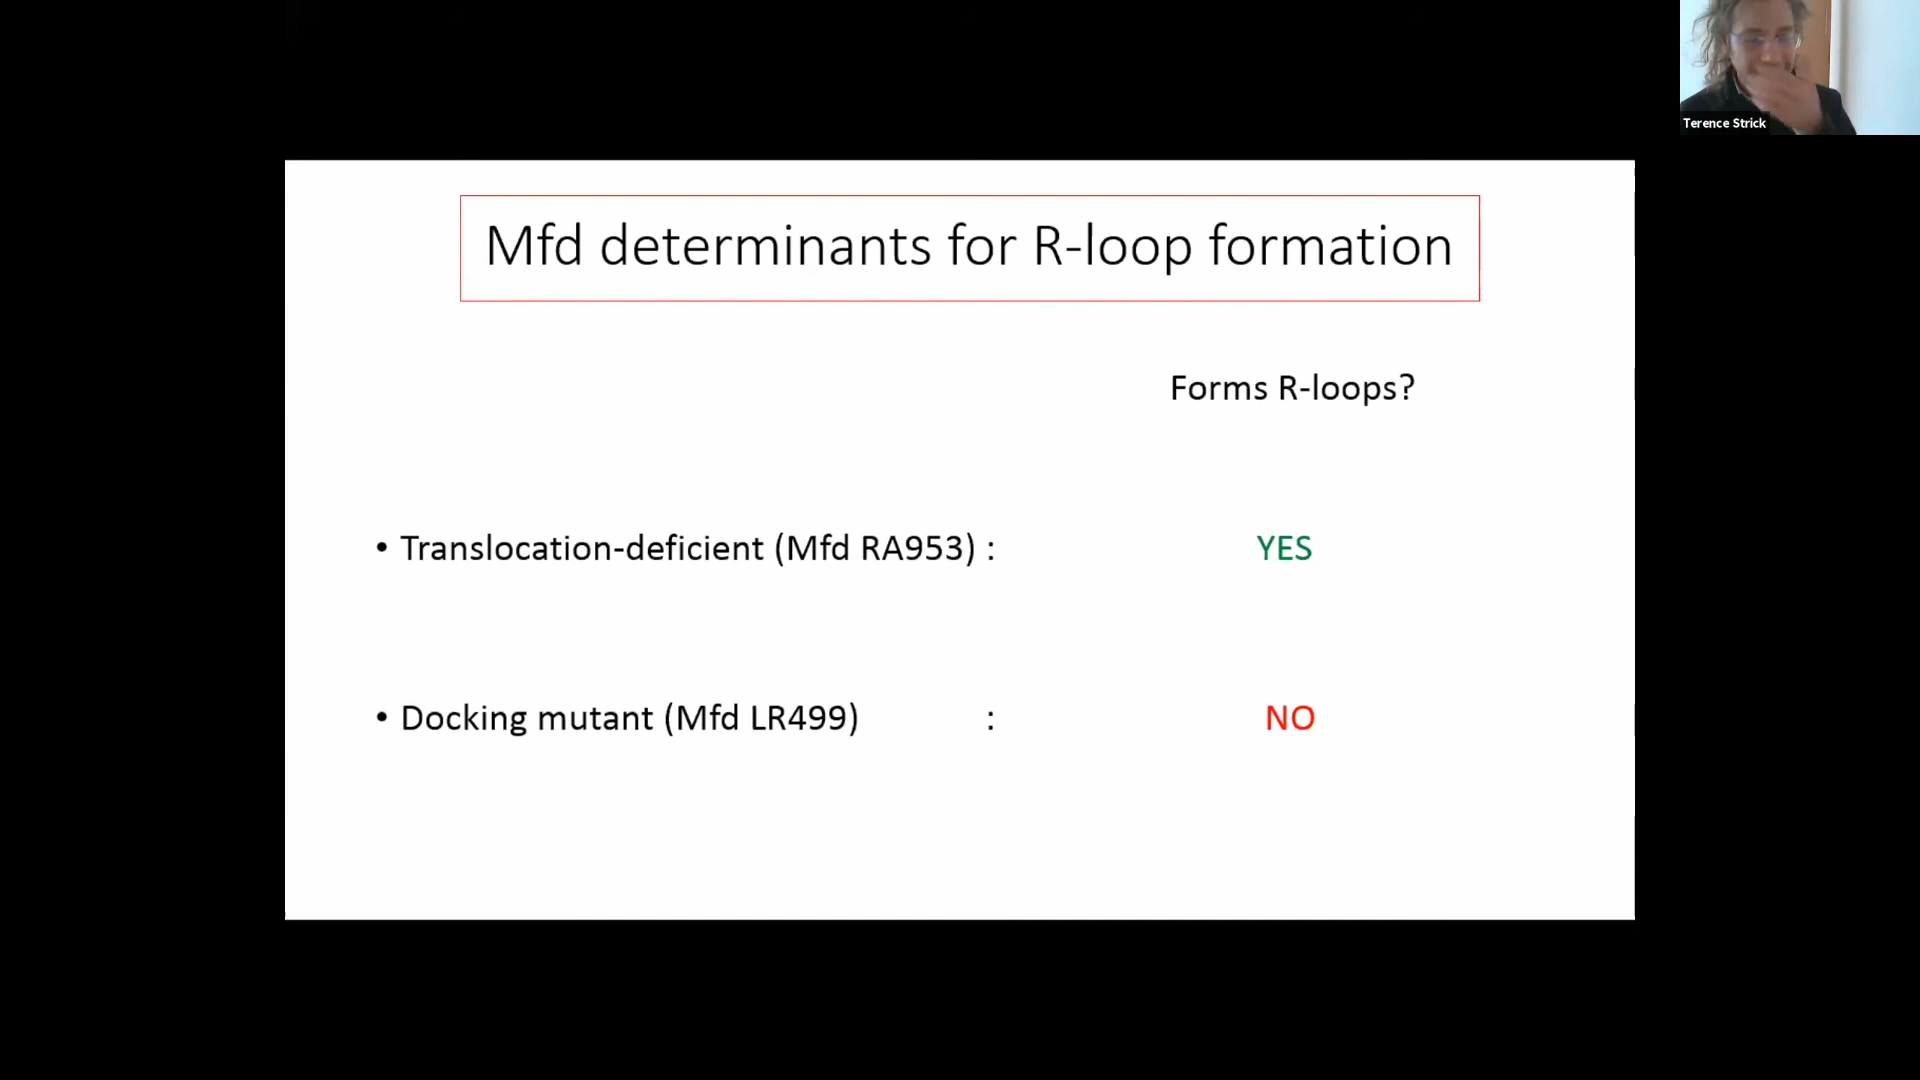 Terence Strick
Mfd determinants for R-loop formation
Forms R-loops?
• Translocation-deficient (Mfd RA953) : YES
• Docking mutant (Mfd LR499) : NO